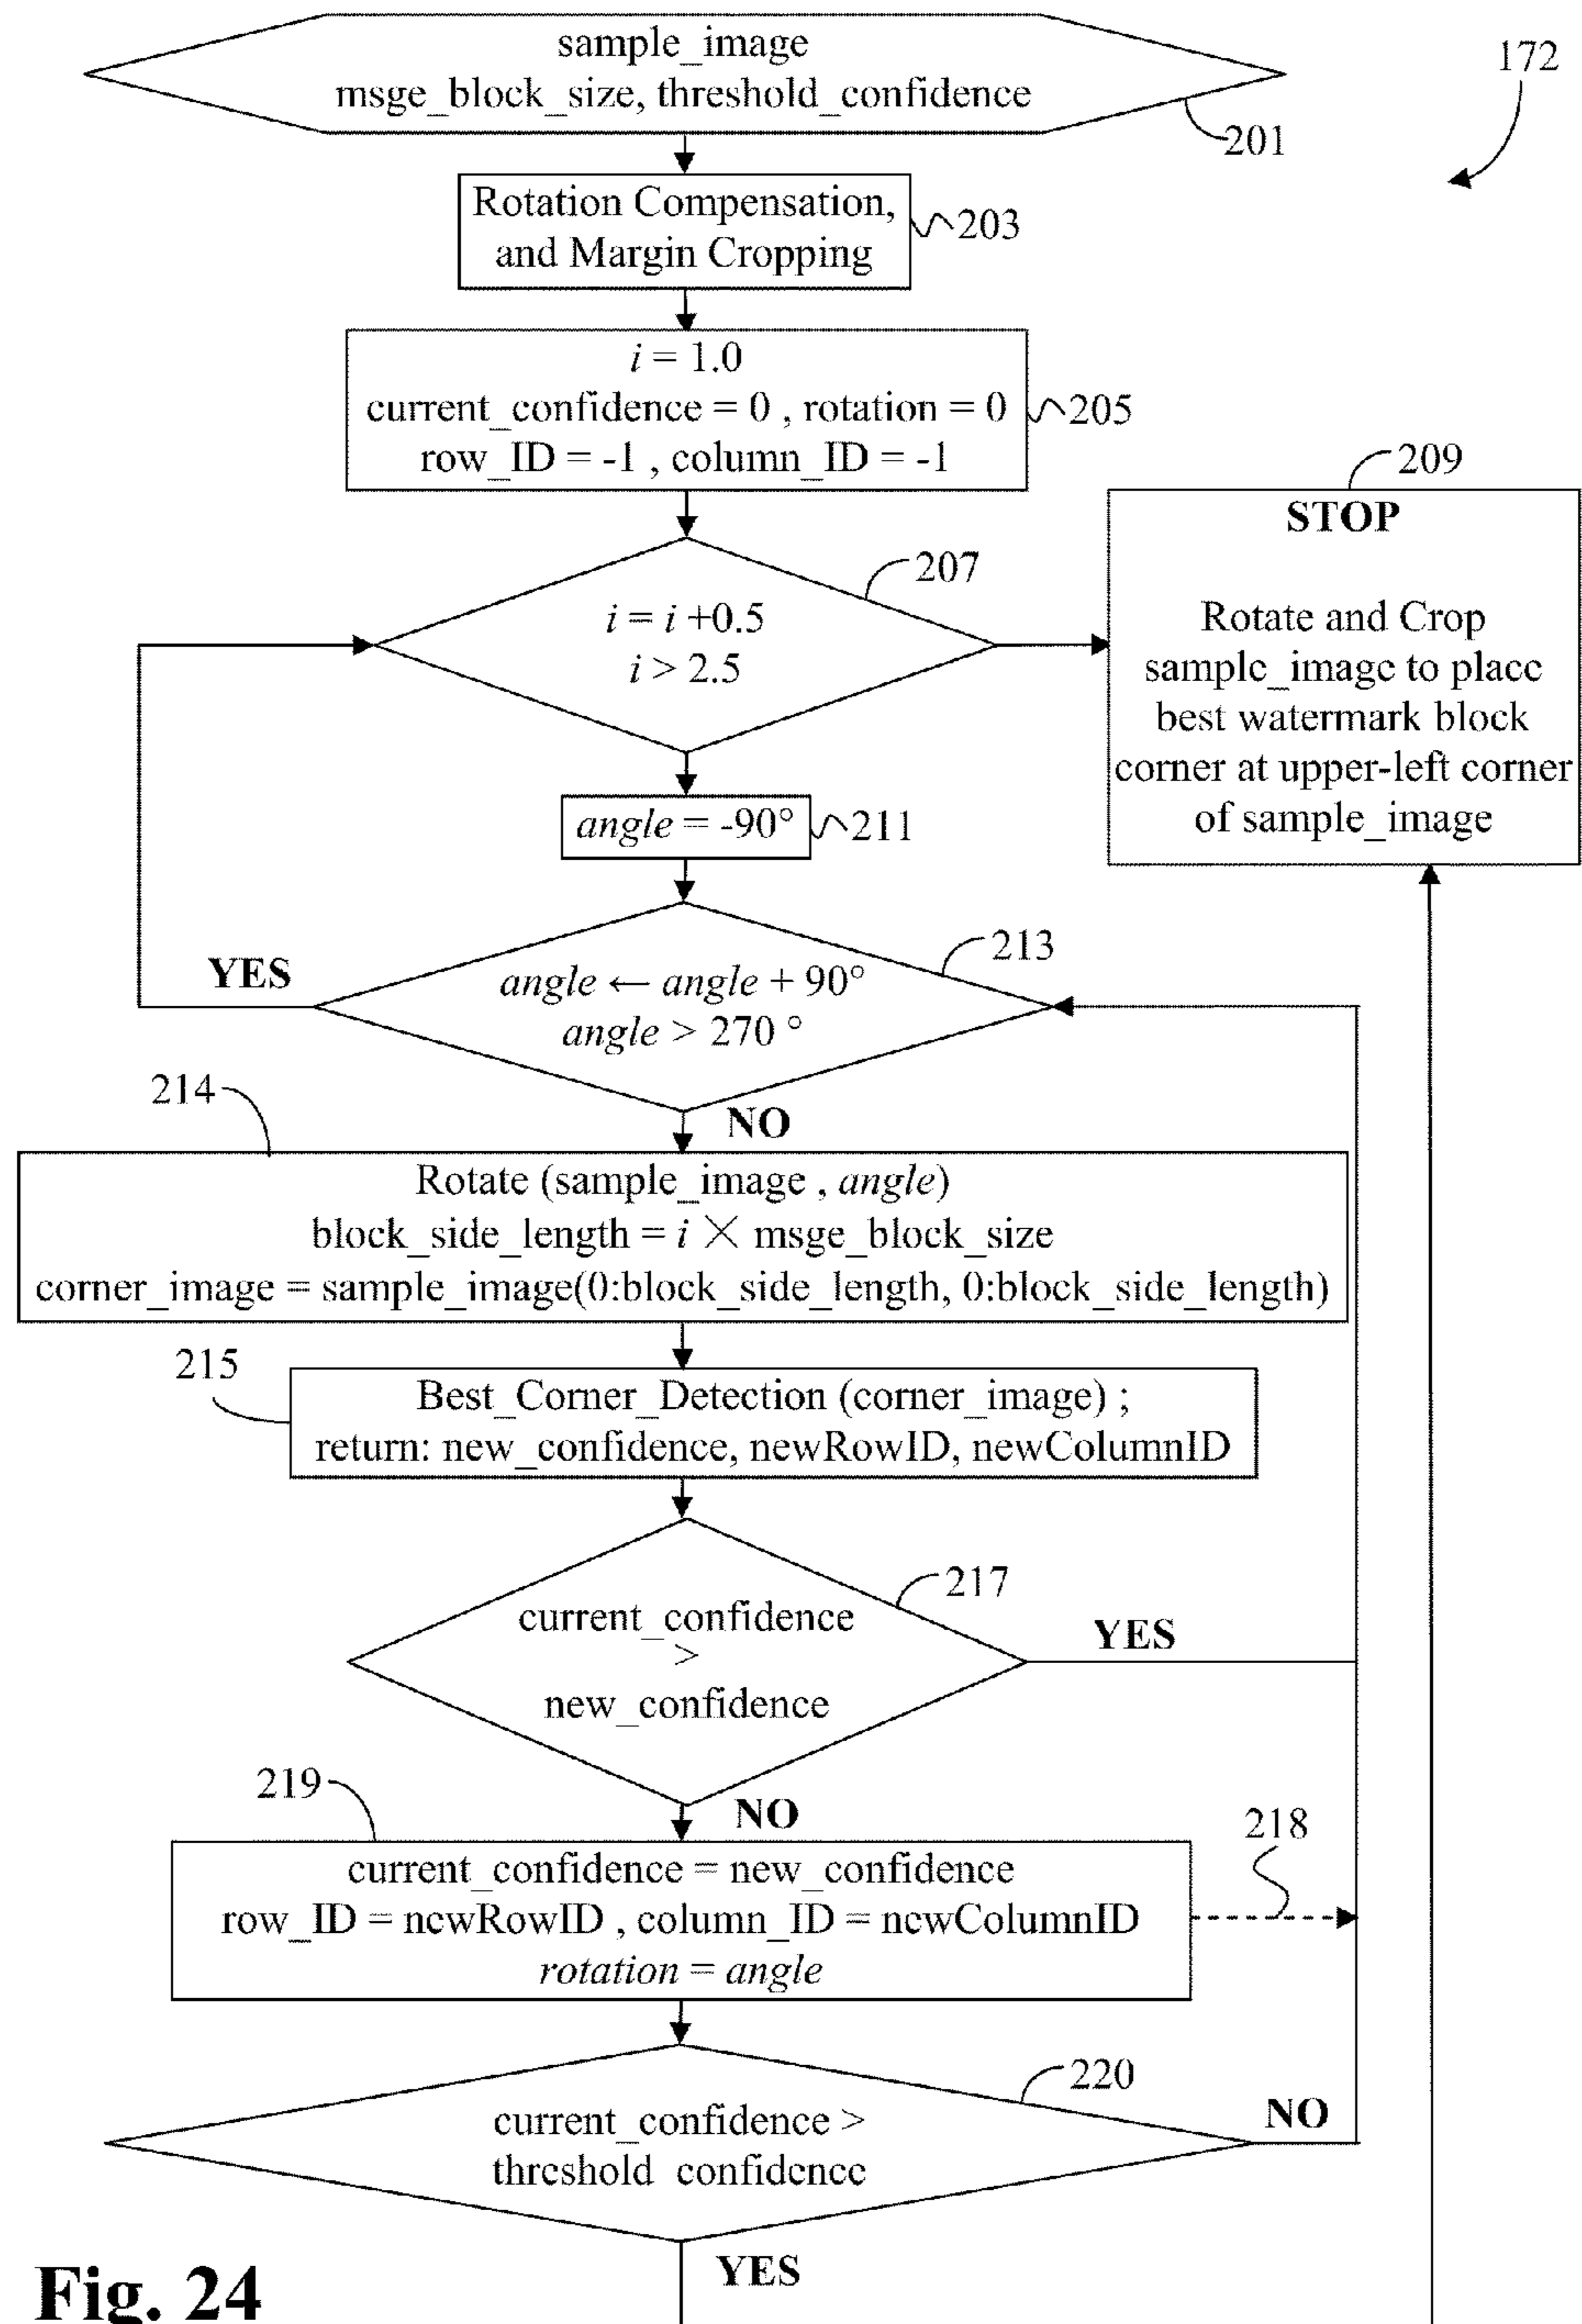 sample_image
msge_block_size, threshold_confidence
172
201
Rotation Compensation,
and Margin Cropping
203
i = 1.0
current_confidence = 0 , rotation = 0
row_ID = -1 , column_ID = -1
205
209
STOP
Rotate and Crop
sample_image to place
best watermark block
corner at upper-left corner
of sample_image
207
i = i +0.5
i > 2.5
angle = -90°
211
213
YES
angle ← angle + 90°
angle > 270 °
214
NO
Rotate (sample_image , angle)
block_side_length = i × msge_block_size
corner_image = sample_image(0:block_side_length, 0:block_side_length)
215
Best_Corner_Detection (corner_image) ;
return: new_confidence, newRowID, newColumnID
217
current_confidence
>
new_confidence
YES
219
NO
218
current_confidence = new_confidence
row_ID = newRowID , column_ID = newColumnID
rotation = angle
220
current_confidence >
threshold confidence
NO
YES
Fig. 24